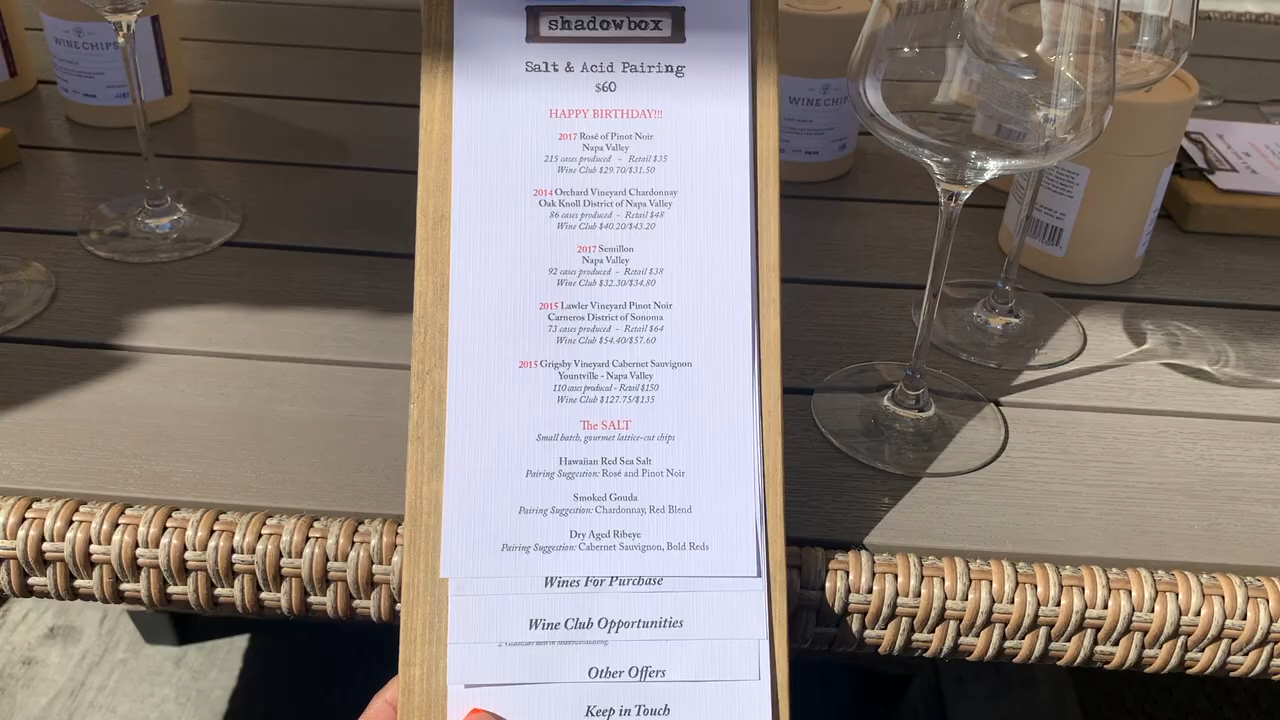 shadowbox
Salt & Acid Pairing
$60
HAPPY BIRTHDAY!!!
2017 Rosé of Pinot Noir
Napa Valley
215 cases produced - Retail $35
Wine Club $29.70/$31.50
2014 Orchard Vineyard Chardonnay
Oak Knoll District of Napa Valley
86 cases produced - Retail $48
Wine Club $40.20/$43.20
2017 Semillon
Napa Valley
92 cases produced - Retail $38
Wine Club $32.30/$34.80
2015 Lawler Vineyard Pinot Noir
Carneros District of Sonoma
73 cases produced - Retail $64
Wine Club $54.40/$57.60
2015 Grigsby Vineyard Cabernet Sauvignon
Yountville - Napa Valley
110 cases produced - Retail $150
Wine Club $127.75/$135
The SALT
Small batch, gourmet lattice-cut chips
Hawaiian Red Sea Salt
Pairing Suggestion: Rosé and Pinot Noir
Smoked Gouda
Pairing Suggestion: Chardonnay, Red Blend
Dry Aged Ribeye
Pairing Suggestion: Cabernet Sauvignon, Bold Reds
Wines For Purchase
Wine Club Opportunities
Other Offers
Keep in Touch
WINECHIPS
WINECHIP